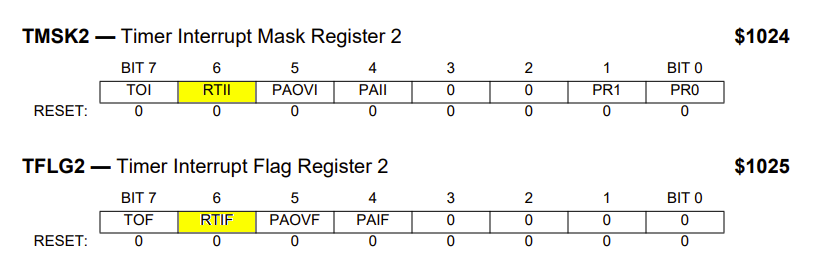 TMSK2 — Timer Interrupt Mask Register 2 $1024
BIT 7 6 5 4 3 2 1 BIT 0
TOI RTII PAOVI PAII 0 0 PR1 PR0
RESET: 0 0 0 0 0 0 0 0
TFLG2 — Timer Interrupt Flag Register 2 $1025
BIT 7 6 5 4 3 2 1 BIT 0
TOF RTIF PAOVF PAIF 0 0 0 0
RESET: 0 0 0 0 0 0 0 0